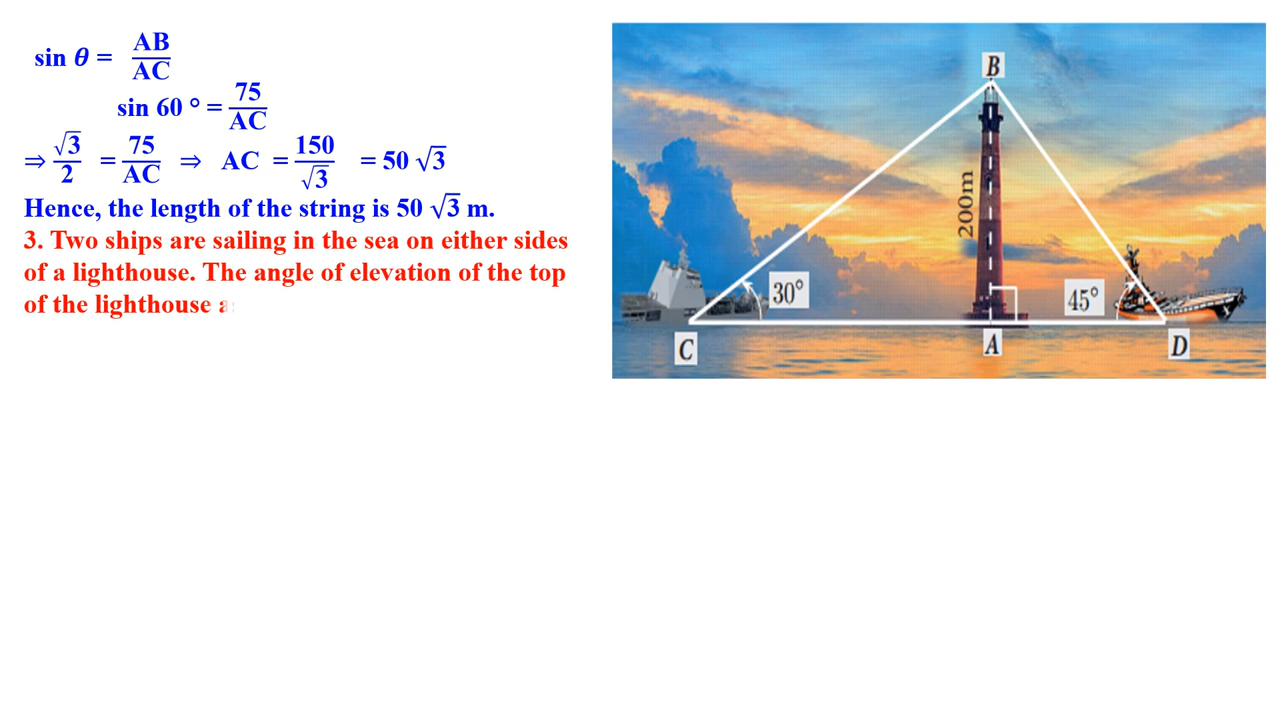 sin θ = AB/AC
sin 60 ° = 75/AC
⇒ √3/2 = 75/AC ⇒ AC = 150/√3 = 50 √3
Hence, the length of the string is 50 √3 m.
3. Two ships are sailing in the sea on either sides
of a lighthouse. The angle of elevation of the top
of the lighthouse
B
200m
30°
45°
C
A
D